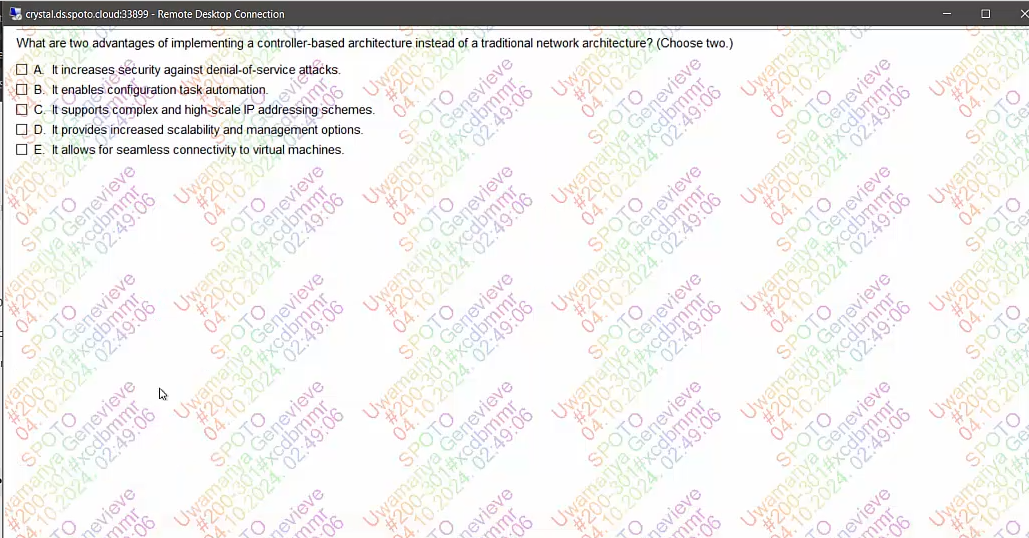 crystal.ds.spoto.cloud:33899 - Remote Desktop Connection
What are two advantages of implementing a controller-based architecture instead of a traditional network architecture? (Choose two.)
A. It increases security against denial-of-service attacks.
B. It enables configuration task automation.
C. It supports complex and high-scale IP addressing schemes.
D. It provides increased scalability and management options.
E. It allows for seamless connectivity to virtual machines.
SPOTO
Uwamariya Genevieve
#200-301#xcdbmmr
04.10.2024. 02:49:06